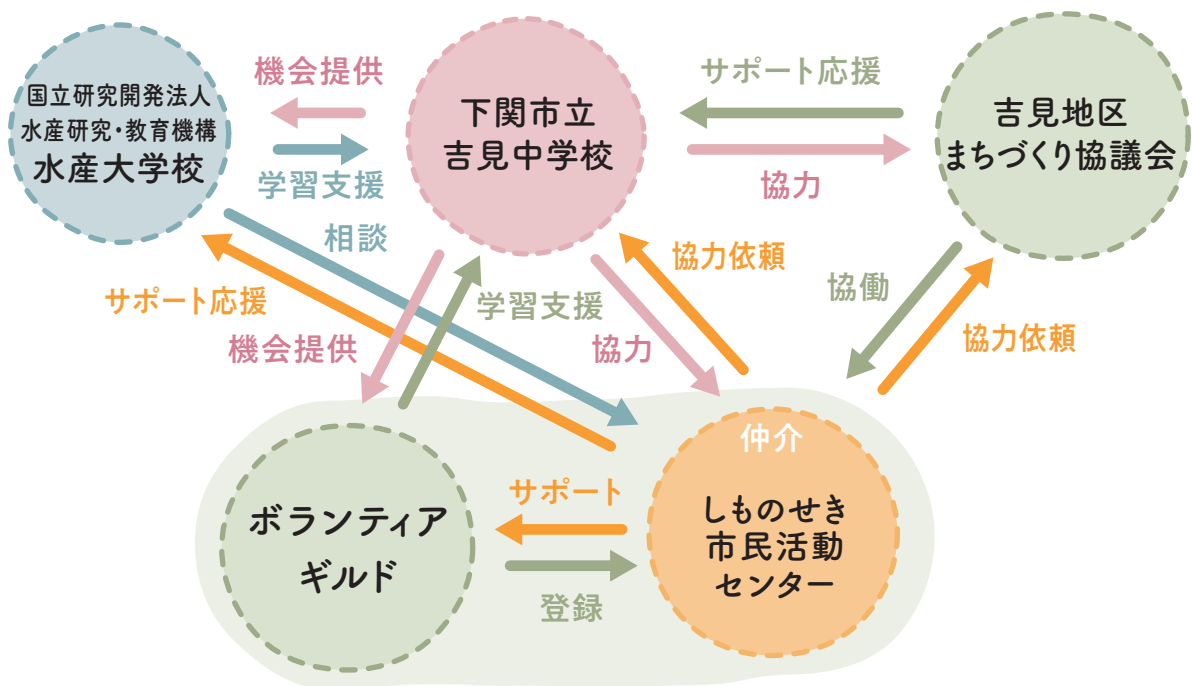 国立研究開発法人
水産研究・教育機構
水産大学校
機会提供
学習支援
下関市立
吉見中学校
サポート応援
協力
吉見地区
まちづくり協議会
相談
サポート応援
機会提供
学習支援
協力依頼
協力
協働
協力依頼
ボランティア
ギルド
サポート
登録
仲介
しものせき
市民活動
センター